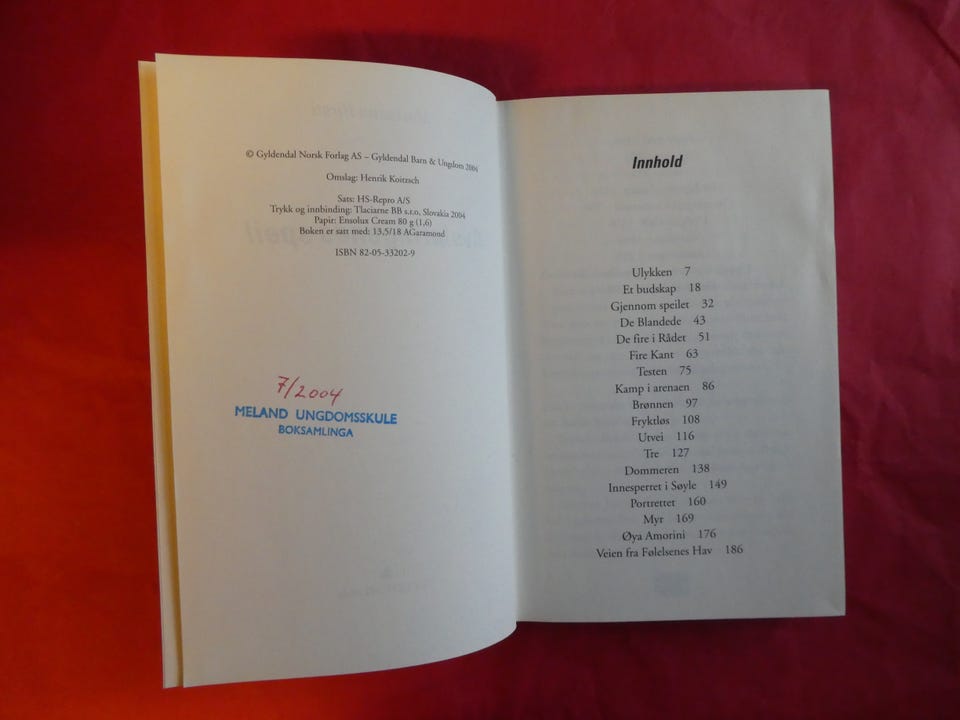 © Gyldendal Norsk Forlag AS – Gyldendal Barn & Ungdom 2004
Omslag: Henrik Koitzsch
Sats: HS-Repro A/S
Trykk og innbinding: Tlaciarne BB s.r.o, Slovakia 2004
Papir: Ensolux Cream 80 g (1,6)
Boken er satt med: 13,5/18 AGaramond
ISBN 82-05-33202-9
7/2004
MELAND UNGDOMSSKULE
BOKSAMLINGA
Innhold
Ulykken 7
Et budskap 18
Gjennom speilet 32
De Blandede 43
De fire i Rådet 51
Fire Kant 63
Testen 75
Kamp i arenaen 86
Brønnen 97
Fryktløs 108
Utvei 116
Tre 127
Dommeren 138
Innesperret i Søyle 149
Portrettet 160
Myr 169
Øya Amorini 176
Veien fra Følelsenes Hav 186